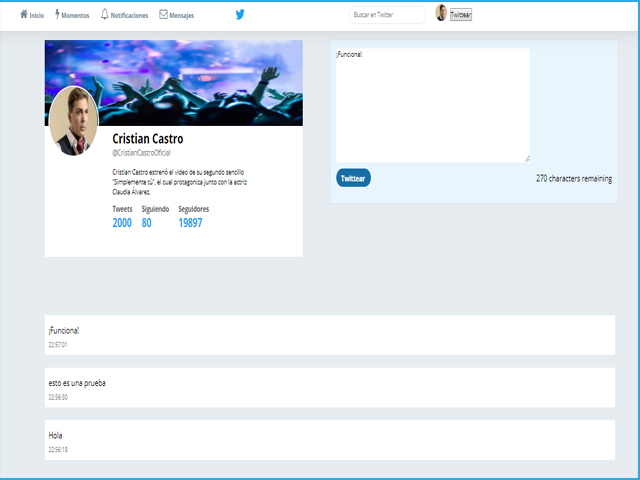 Inicio Momentos Notificaciones Mensajes Buscar en Twitter Twittear
¡Funciona!
Cristian Castro
@CristianCastroOficial
Cristian Castro estrenó el video de su segundo sencillo
"Simplemente tú", el cual protagoniza junto con la actriz
Claudia Álvarez.
Tweets Siguiendo Seguidores
2000 80 19897
Twittear 270 characters remaining
¡Funciona!
22:57:01
esto es una prueba
22:56:30
Hola
22:56:18